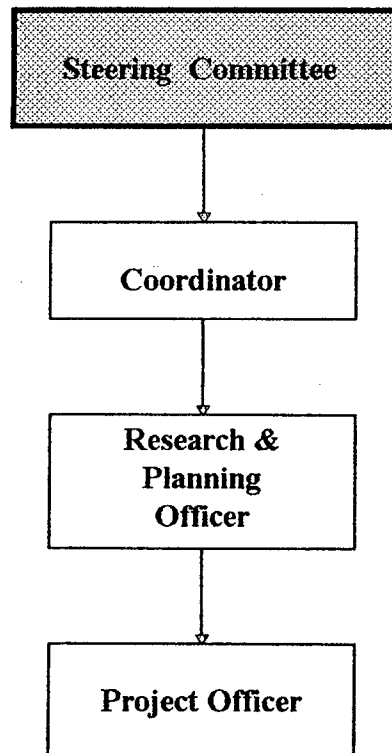 Steering Committee
Coordinator
Research &
Planning
Officer
Project Officer